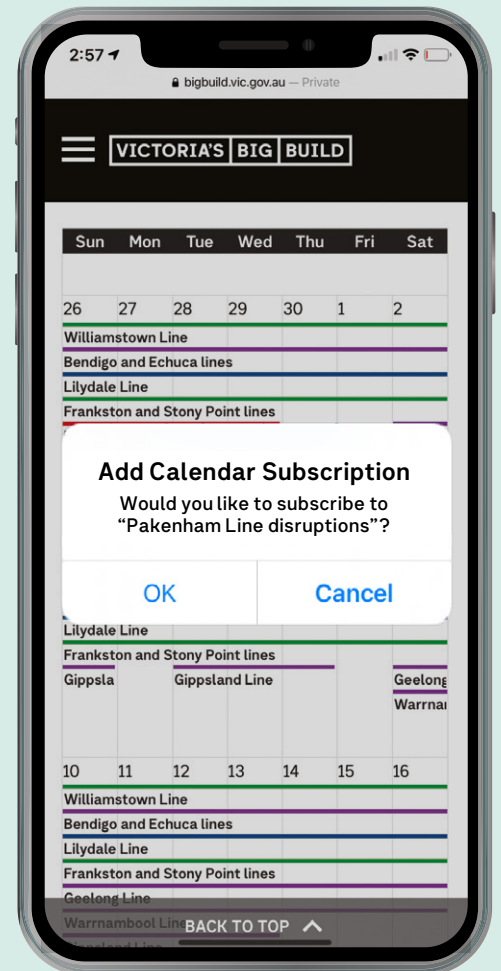 2:57
bigbuild.vic.gov.au — Private
VICTORIA'S BIG BUILD
Sun Mon Tue Wed Thu Fri Sat
26 27 28 29 30 1 2
Williamstown Line
Bendigo and Echuca lines
Lilydale Line
Frankston and Stony Point lines
Add Calendar Subscription
Would you like to subscribe to
“Pakenham Line disruptions”?
OK Cancel
Lilydale Line
Frankston and Stony Point lines
Gippsla Gippsland Line Geelong
Warrnar
10 11 12 13 14 15 16
Williamstown Line
Bendigo and Echuca lines
Lilydale Line
Frankston and Stony Point lines
Geelong Line
Warrnambool Line
BACK TO TOP
Gippsland Line